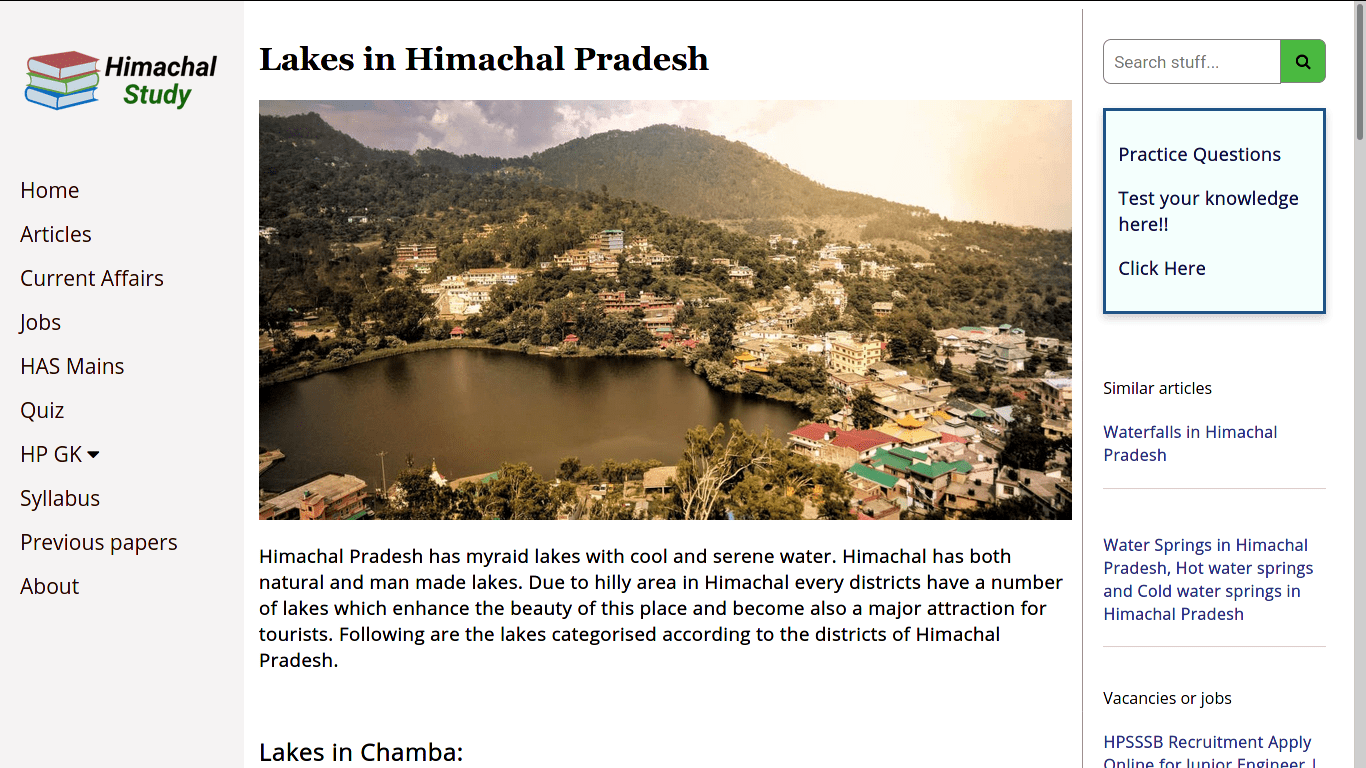 Himachal
Study
Home
Articles
Current Affairs
Jobs
HAS Mains
Quiz
HP GK
Syllabus
Previous papers
About
Lakes in Himachal Pradesh
Himachal Pradesh has myraid lakes with cool and serene water. Himachal has both
natural and man made lakes. Due to hilly area in Himachal every districts have a number
of lakes which enhance the beauty of this place and become also a major attraction for
tourists. Following are the lakes categorised according to the districts of Himachal
Pradesh.
Lakes in Chamba:
Search stuff...
Practice Questions
Test your knowledge
here!!
Click Here
Similar articles
Waterfalls in Himachal
Pradesh
Water Springs in Himachal
Pradesh, Hot water springs
and Cold water springs in
Himachal Pradesh
Vacancies or jobs
HPSSSB Recruitment Apply
Online for Junior Engineer |